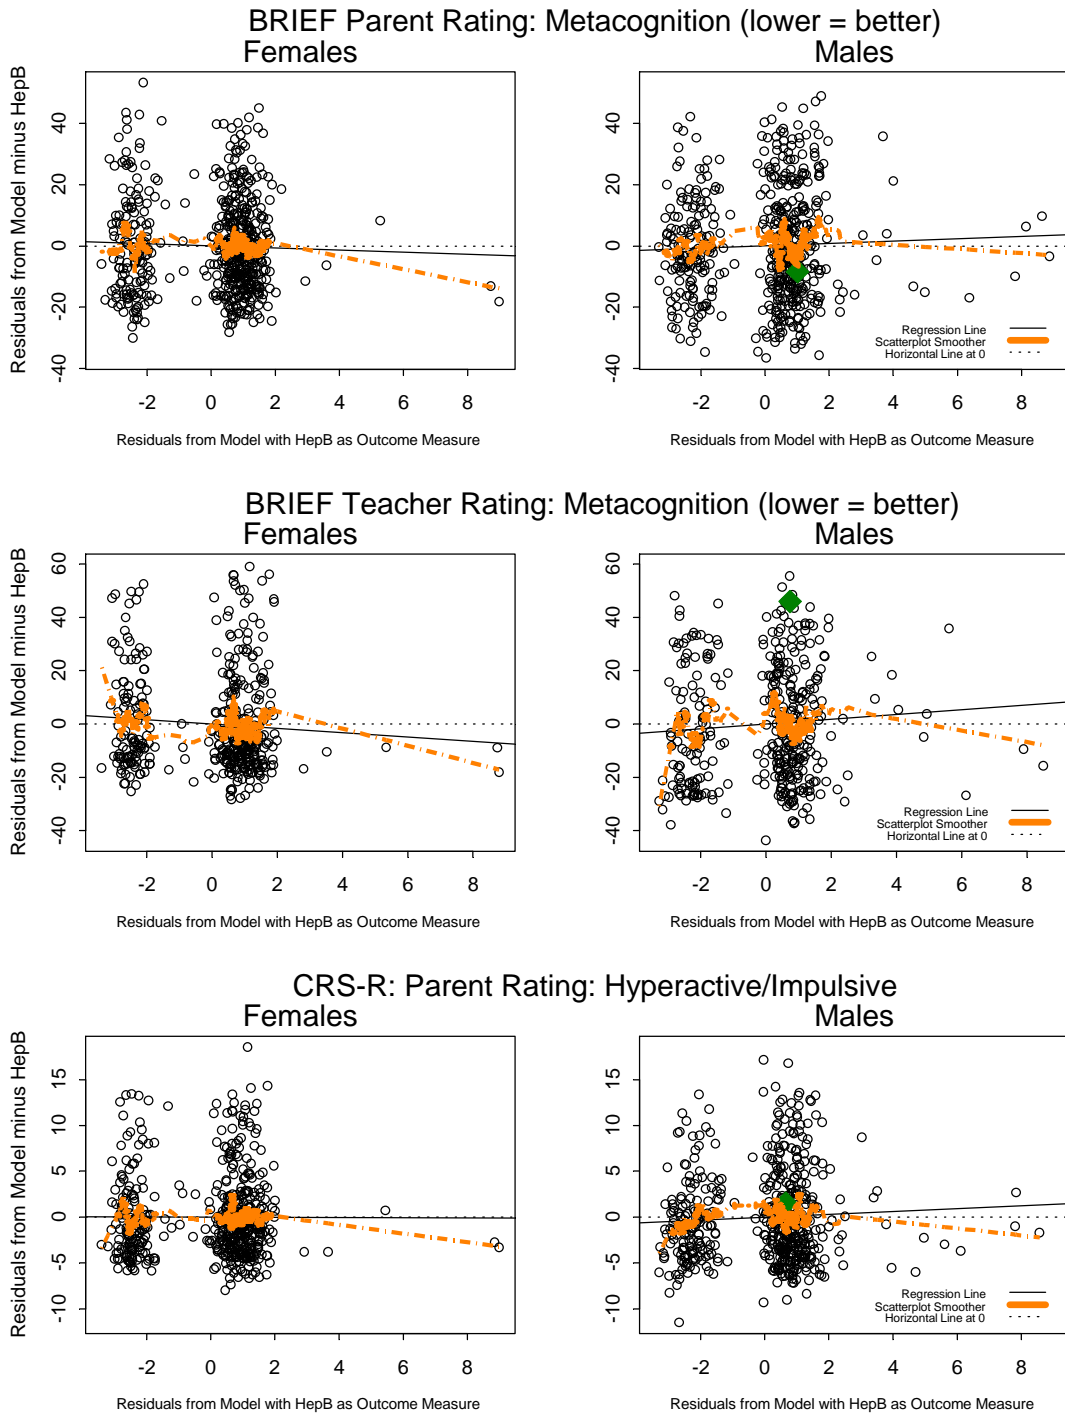 BRIEF Parent Rating: Metacognition (lower = better)
Females
Males
Residuals from Model minus HepB
40
20
0
-20
-40
-2 0 2 4 6 8
Residuals from Model with HepB as Outcome Measure
40
20
0
-20
-40
Regression Line
Scatterplot Smoother
Horizontal Line at 0
-2 0 2 4 6 8
Residuals from Model with HepB as Outcome Measure
BRIEF Teacher Rating: Metacognition (lower = better)
Females
Males
Residuals from Model minus HepB
60
40
20
0
-20
-40
-2 0 2 4 6 8
Residuals from Model with HepB as Outcome Measure
60
40
20
0
-20
-40
Regression Line
Scatterplot Smoother
Horizontal Line at 0
-2 0 2 4 6 8
Residuals from Model with HepB as Outcome Measure
CRS-R: Parent Rating: Hyperactive/Impulsive
Females
Males
Residuals from Model minus HepB
15
10
5
0
-5
-10
-2 0 2 4 6 8
Residuals from Model with HepB as Outcome Measure
15
10
5
0
-5
-10
Regression Line
Scatterplot Smoother
Horizontal Line at 0
-2 0 2 4 6 8
Residuals from Model with HepB as Outcome Measure